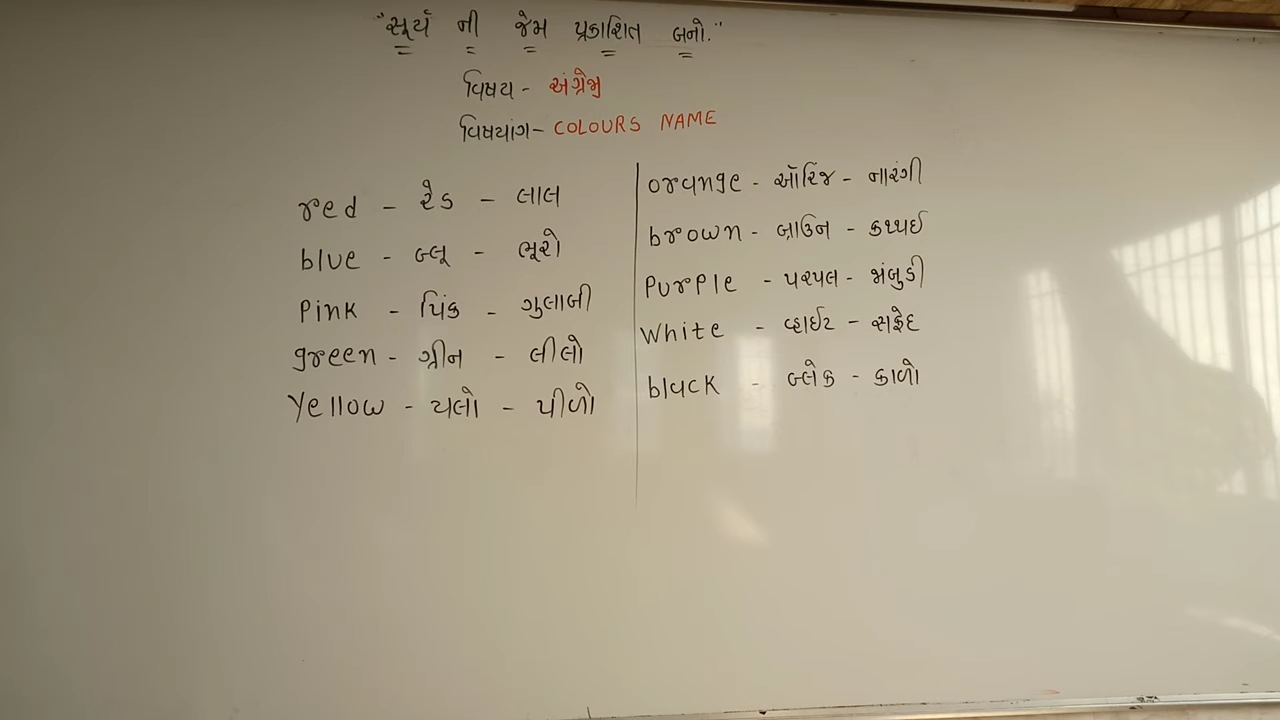 "સૂર્ય ની જેમ પ્રકાશિત બનો."
વિષય - અંગ્રેજી
વિષયાંગ - COLOURS NAME
red - રેડ - લાલ
blue - બ્લૂ - ભૂરો
Pink - પિંક - ગુલાબી
green - ગ્રીન - લીલો
Yellow - યલો - પીળો
orange - ઑરેંજ - નારંગી
brown - બ્રાઉન - કથ્થઈ
Purple - પરપલ - જાંબુડી
White - વ્હાઈટ - સફેદ
black - બ્લેક - કાળો